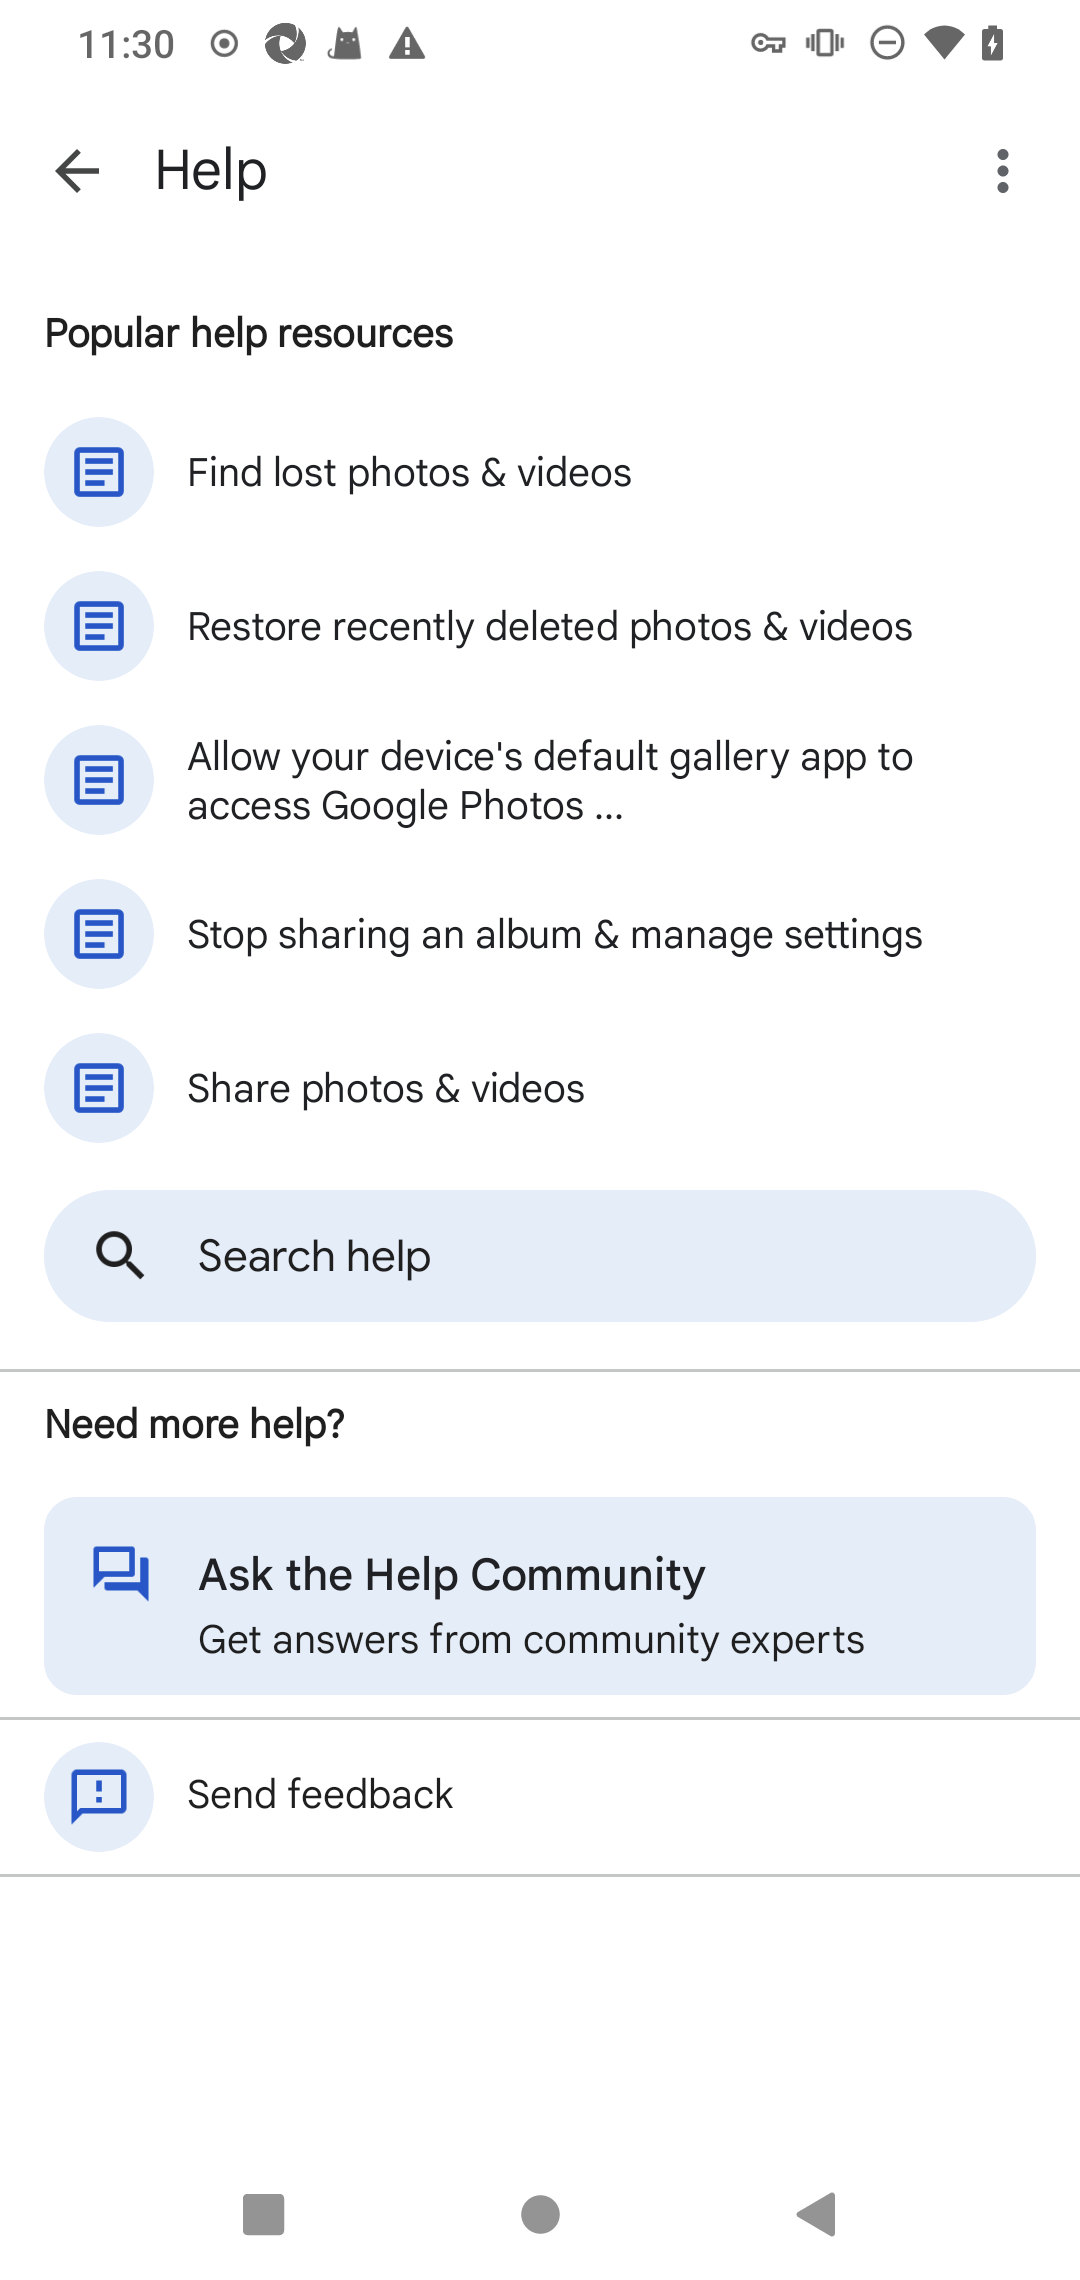 11:30
Help
Popular help resources
Find lost photos & videos
Restore recently deleted photos & videos
Allow your device's default gallery app to
access Google Photos ...
Stop sharing an album & manage settings
Share photos & videos
Search help
Need more help?
Ask the Help Community
Get answers from community experts
Send feedback